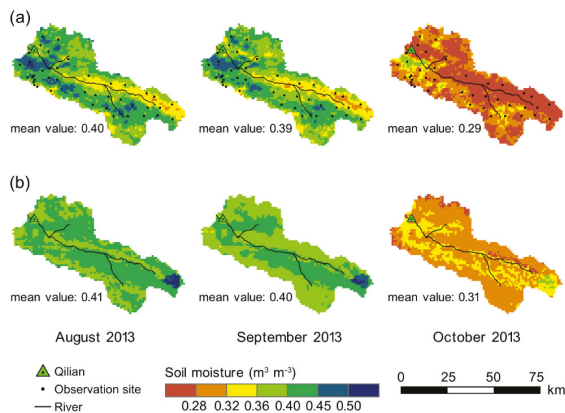 (a)
mean value: 0.40
mean value: 0.39
mean value: 0.29
(b)
mean value: 0.41
mean value: 0.40
mean value: 0.31
August 2013
September 2013
October 2013
Qilian
Observation site
River
Soil moisture (m³ m⁻³)
0.28 0.32 0.36 0.40 0.45 0.50
0 25 50 75
km